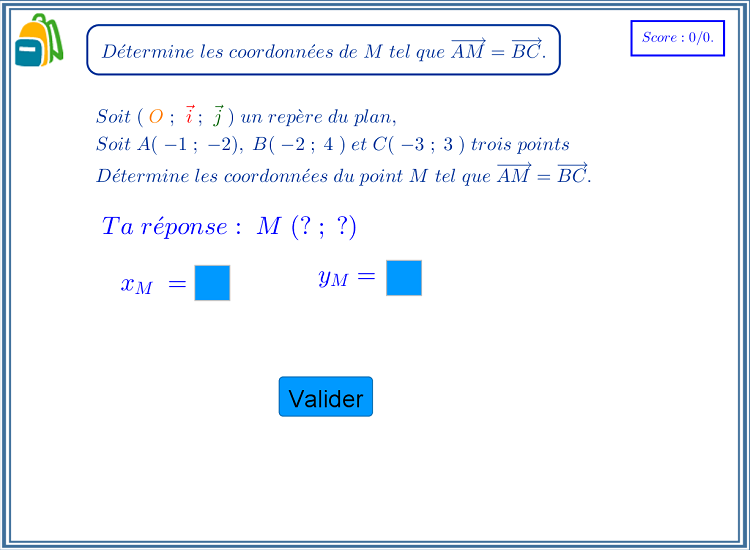 Détermine les coordonnées de M tel que $\overrightarrow{AM} = \overrightarrow{BC}$.
Score : 0/0.
Soit ( O ; $\vec{i}$ ; $\vec{j}$ ) un repère du plan,
Soit A( −1 ; −2), B( −2 ; 4 ) et C( −3 ; 3 ) trois points
Détermine les coordonnées du point M tel que $\overrightarrow{AM} = \overrightarrow{BC}$.
Ta réponse : M (? ; ?)
$x_M$ = $y_M$ =
Valider